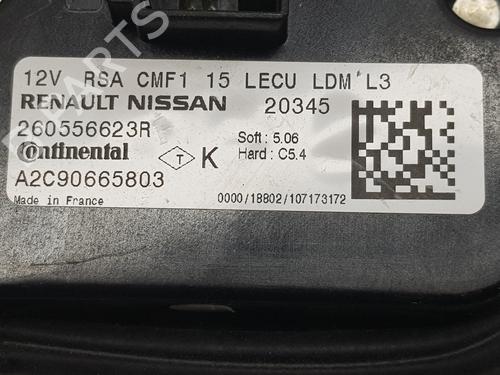 12V RSA CMF1 15 LECU LDM L3
RENAULT NISSAN 20345
260556623R
Continental T K
Soft : 5.06
Hard : C5.4
A2C90665803
Made in France
0000/18802/107173172